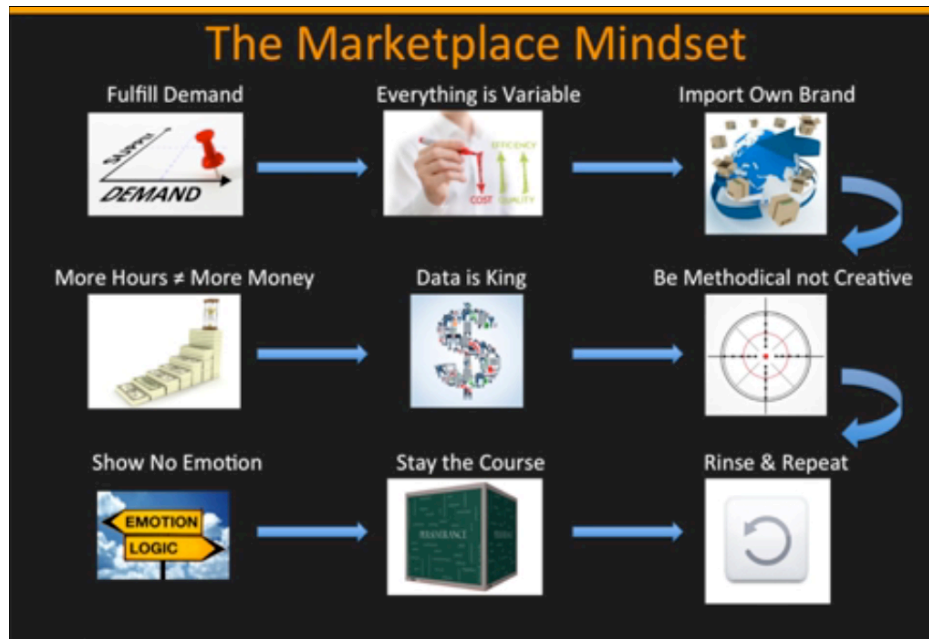 The Marketplace Mindset
Fulfill Demand
Everything is Variable
Import Own Brand
SUPPLY
DEMAND
EFFICIENCY
COST QUALITY
More Hours ≠ More Money
Data is King
Be Methodical not Creative
Show No Emotion
Stay the Course
Rinse & Repeat
EMOTION
LOGIC
PERSEVERANCE